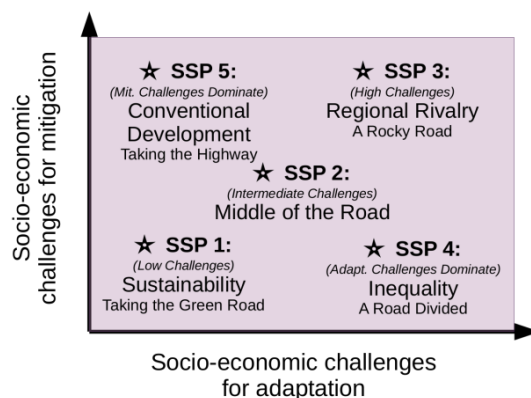 Socio-economic
challenges for mitigation
SSP 5:
(Mit. Challenges Dominate)
Conventional
Development
Taking the Highway
SSP 3:
(High Challenges)
Regional Rivalry
A Rocky Road
SSP 2:
(Intermediate Challenges)
Middle of the Road
SSP 1:
(Low Challenges)
Sustainability
Taking the Green Road
SSP 4:
(Adapt. Challenges Dominate)
Inequality
A Road Divided
Socio-economic challenges
for adaptation